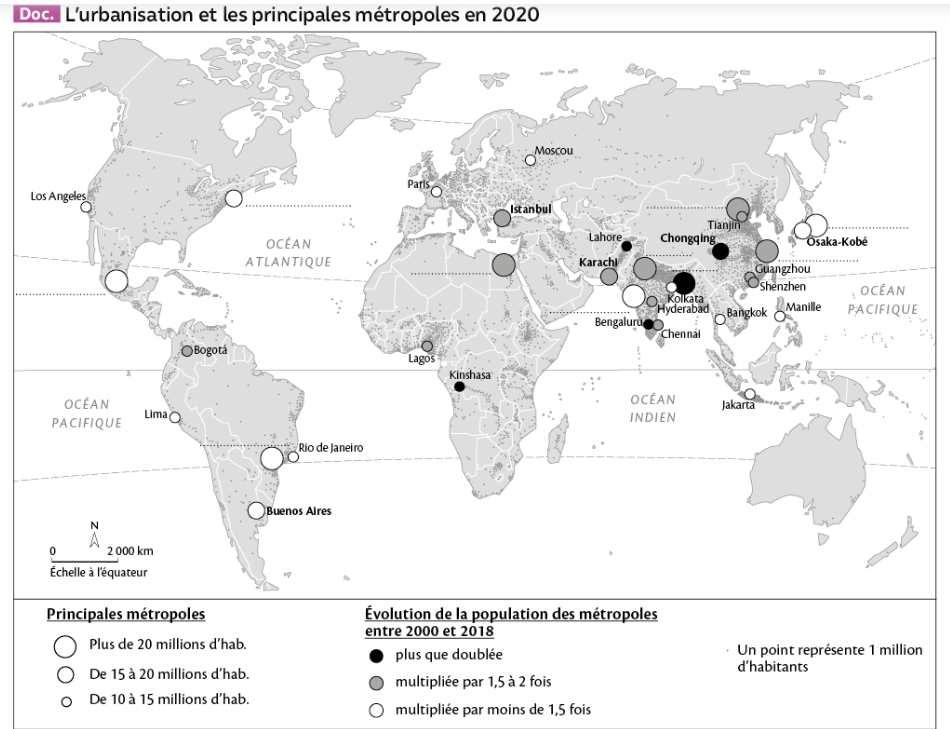 Doc. L'urbanisation et les principales métropoles en 2020
Moscou
Paris
Los Angeles
Istanbul
Tianjin
Lahore
Chongqing
Osaka-Kobé
OCÉAN
ATLANTIQUE
Karachi
Guangzhou
Shenzhen
OCÉAN
PACIFIQUE
Kolkata
Hyderabad
Bangkok
Manille
Bengaluru
Chennai
Bogotá
Lagos
Kinshasa
OCÉAN
PACIFIQUE
Lima
OCÉAN
INDIEN
Jakarta
Rio de Janeiro
Buenos Aires
N
0 2 000 km
Échelle à l'équateur
Principales métropoles
Plus de 20 millions d'hab.
De 15 à 20 millions d'hab.
De 10 à 15 millions d'hab.
Évolution de la population des métropoles
entre 2000 et 2018
plus que doublée
multipliée par 1,5 à 2 fois
multipliée par moins de 1,5 fois
Un point représente 1 million
d'habitants